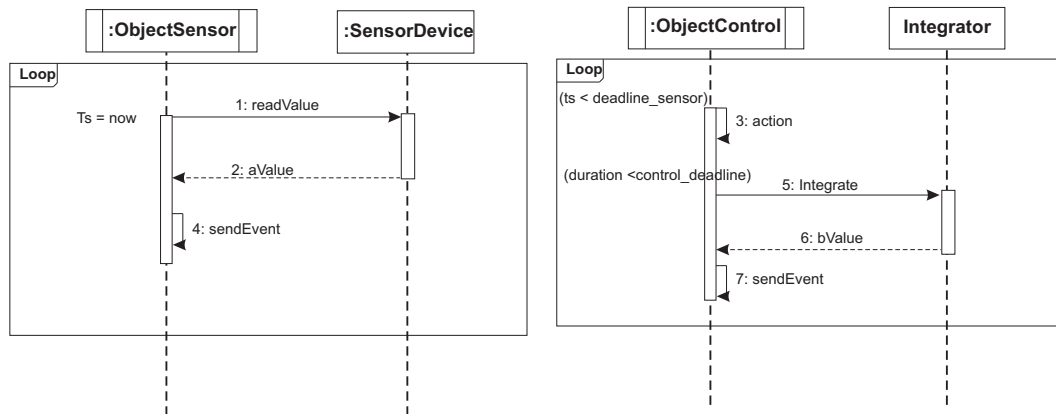 :ObjectSensor
:SensorDevice
Loop
Ts = now
1: readValue
2: aValue
4: sendEvent
:ObjectControl
Integrator
Loop
(ts < deadline_sensor)
3: action
(duration <control_deadline)
5: Integrate
6: bValue
7: sendEvent